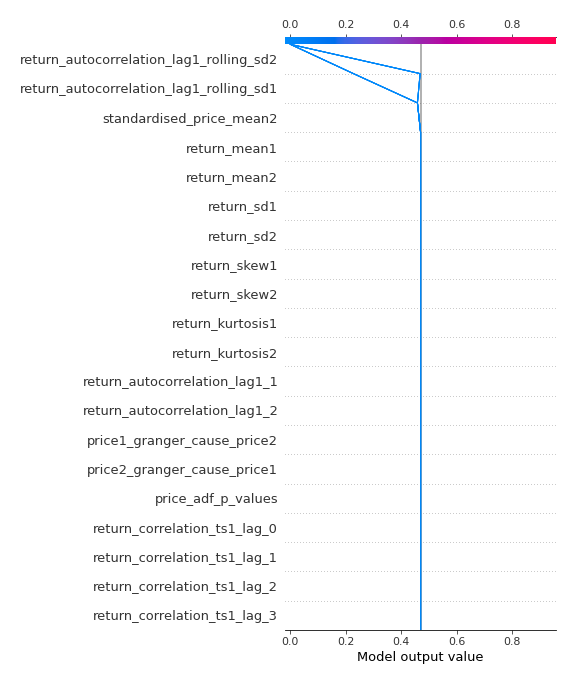 0.0 0.2 0.4 0.6 0.8
return_autocorrelation_lag1_rolling_sd2
return_autocorrelation_lag1_rolling_sd1
standardised_price_mean2
return_mean1
return_mean2
return_sd1
return_sd2
return_skew1
return_skew2
return_kurtosis1
return_kurtosis2
return_autocorrelation_lag1_1
return_autocorrelation_lag1_2
price1_granger_cause_price2
price2_granger_cause_price1
price_adf_p_values
return_correlation_ts1_lag_0
return_correlation_ts1_lag_1
return_correlation_ts1_lag_2
return_correlation_ts1_lag_3
0.0 0.2 0.4 0.6 0.8
Model output value